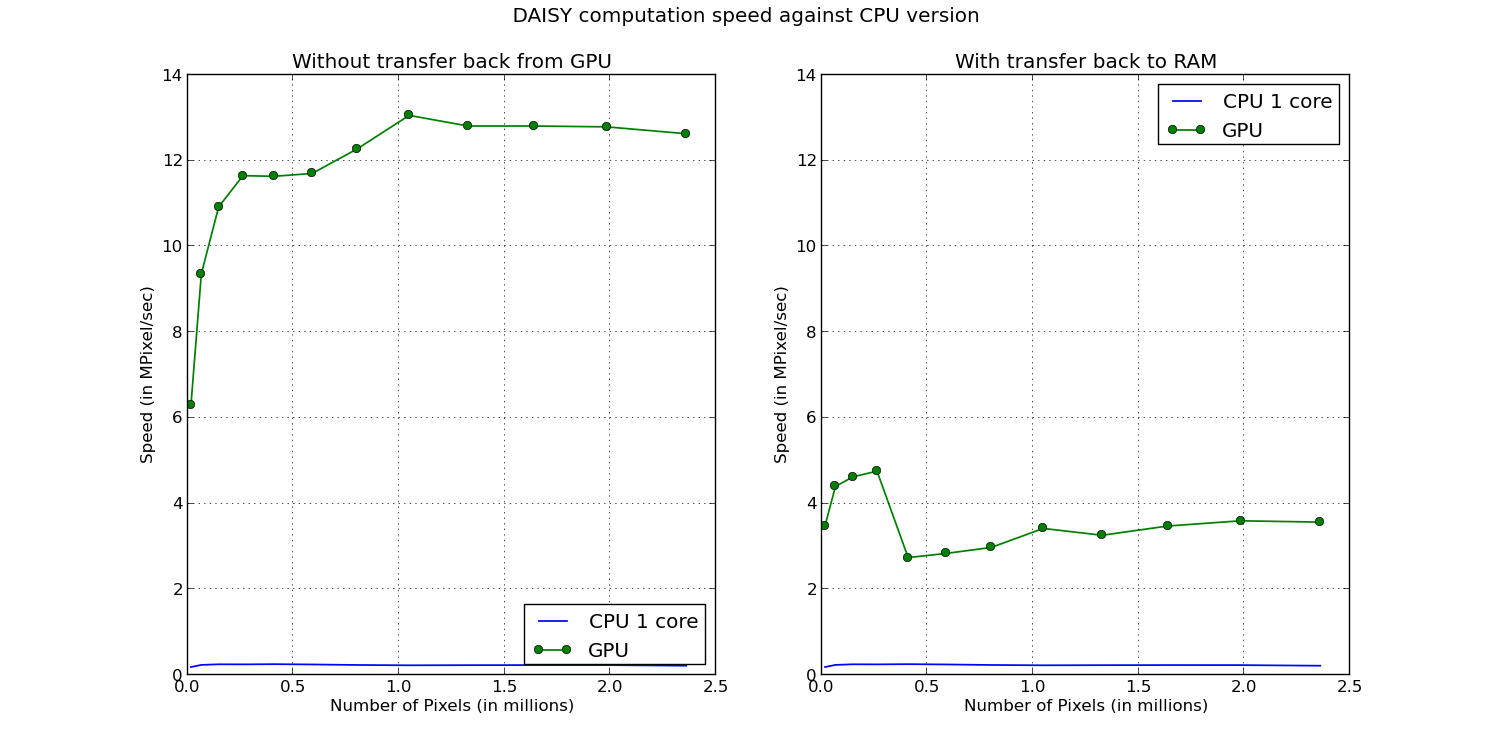 DAISY computation speed against CPU version
Without transfer back from GPU
14
12
10
8
6
4
2
0
Speed (in MPixel/sec)
CPU 1 core
GPU
0.0 0.5 1.0 1.5 2.0 2.5
Number of Pixels (in millions)
With transfer back to RAM
14
12
10
8
6
4
2
0
Speed (in MPixel/sec)
CPU 1 core
GPU
0.0 0.5 1.0 1.5 2.0 2.5
Number of Pixels (in millions)